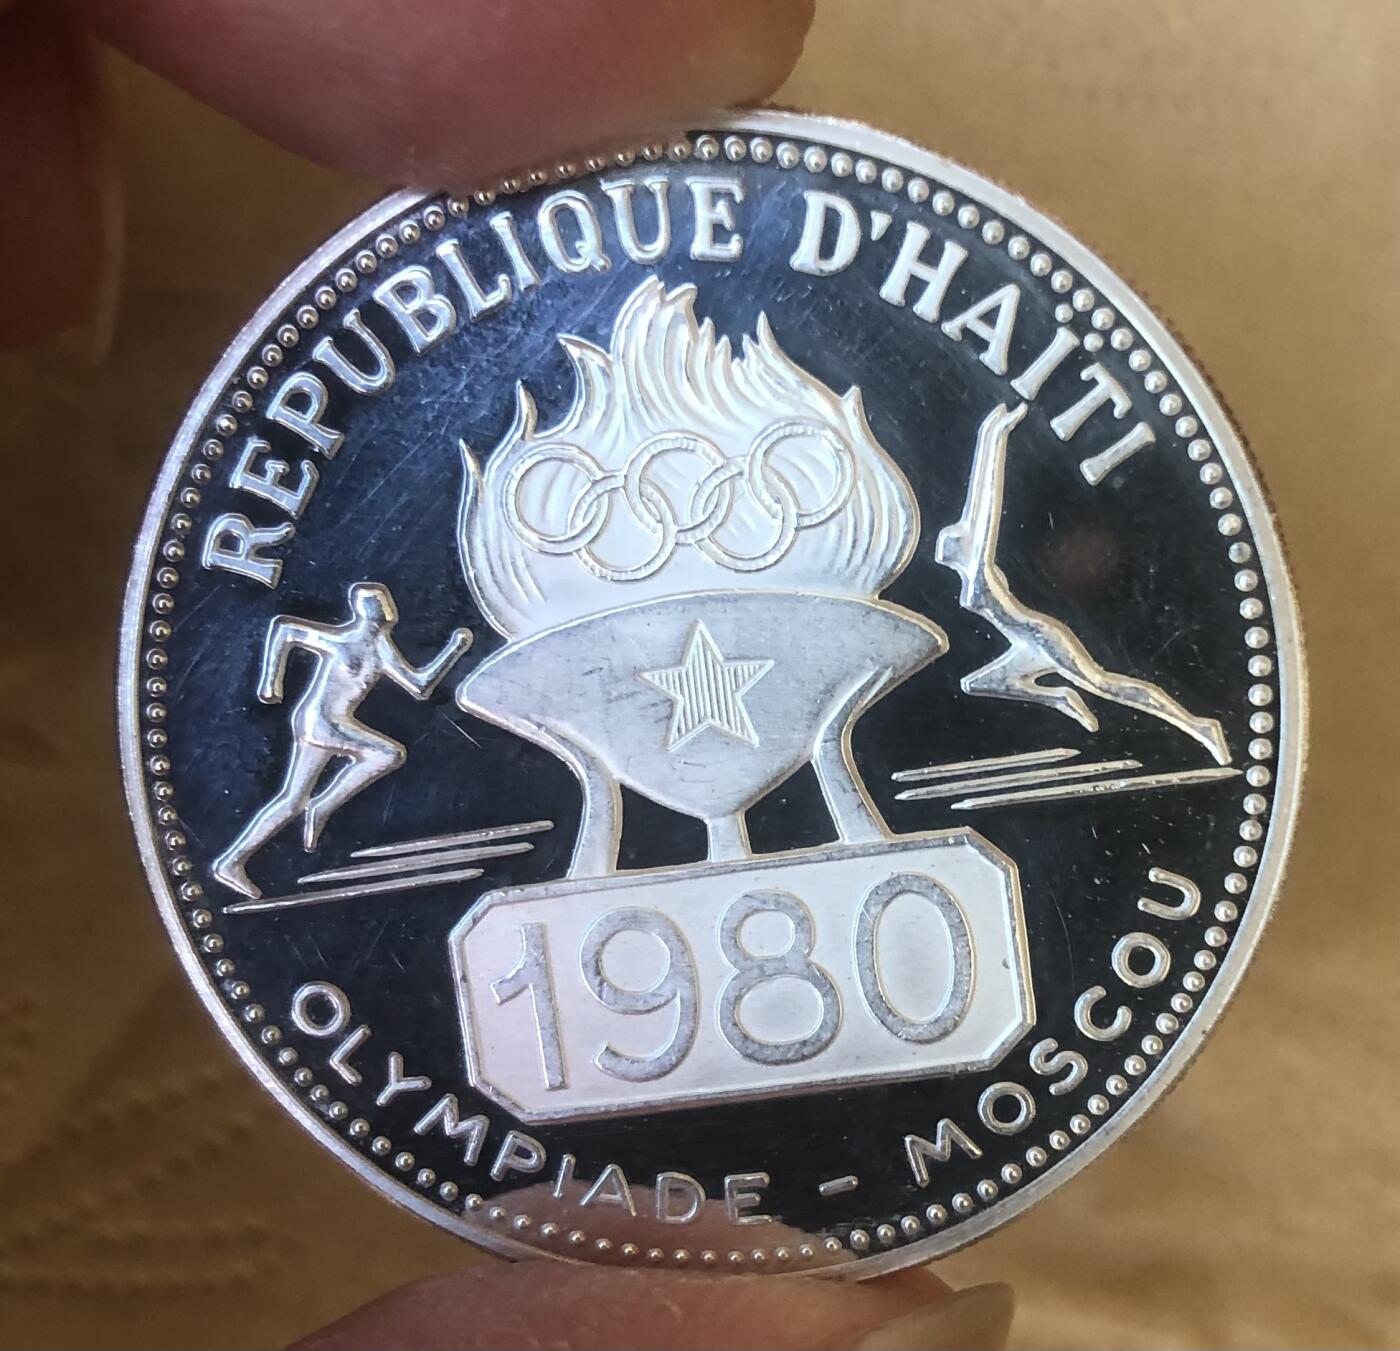 REPUBLIQUE D'HAÏTI
1980
OLYMPIADE - MOSCOU